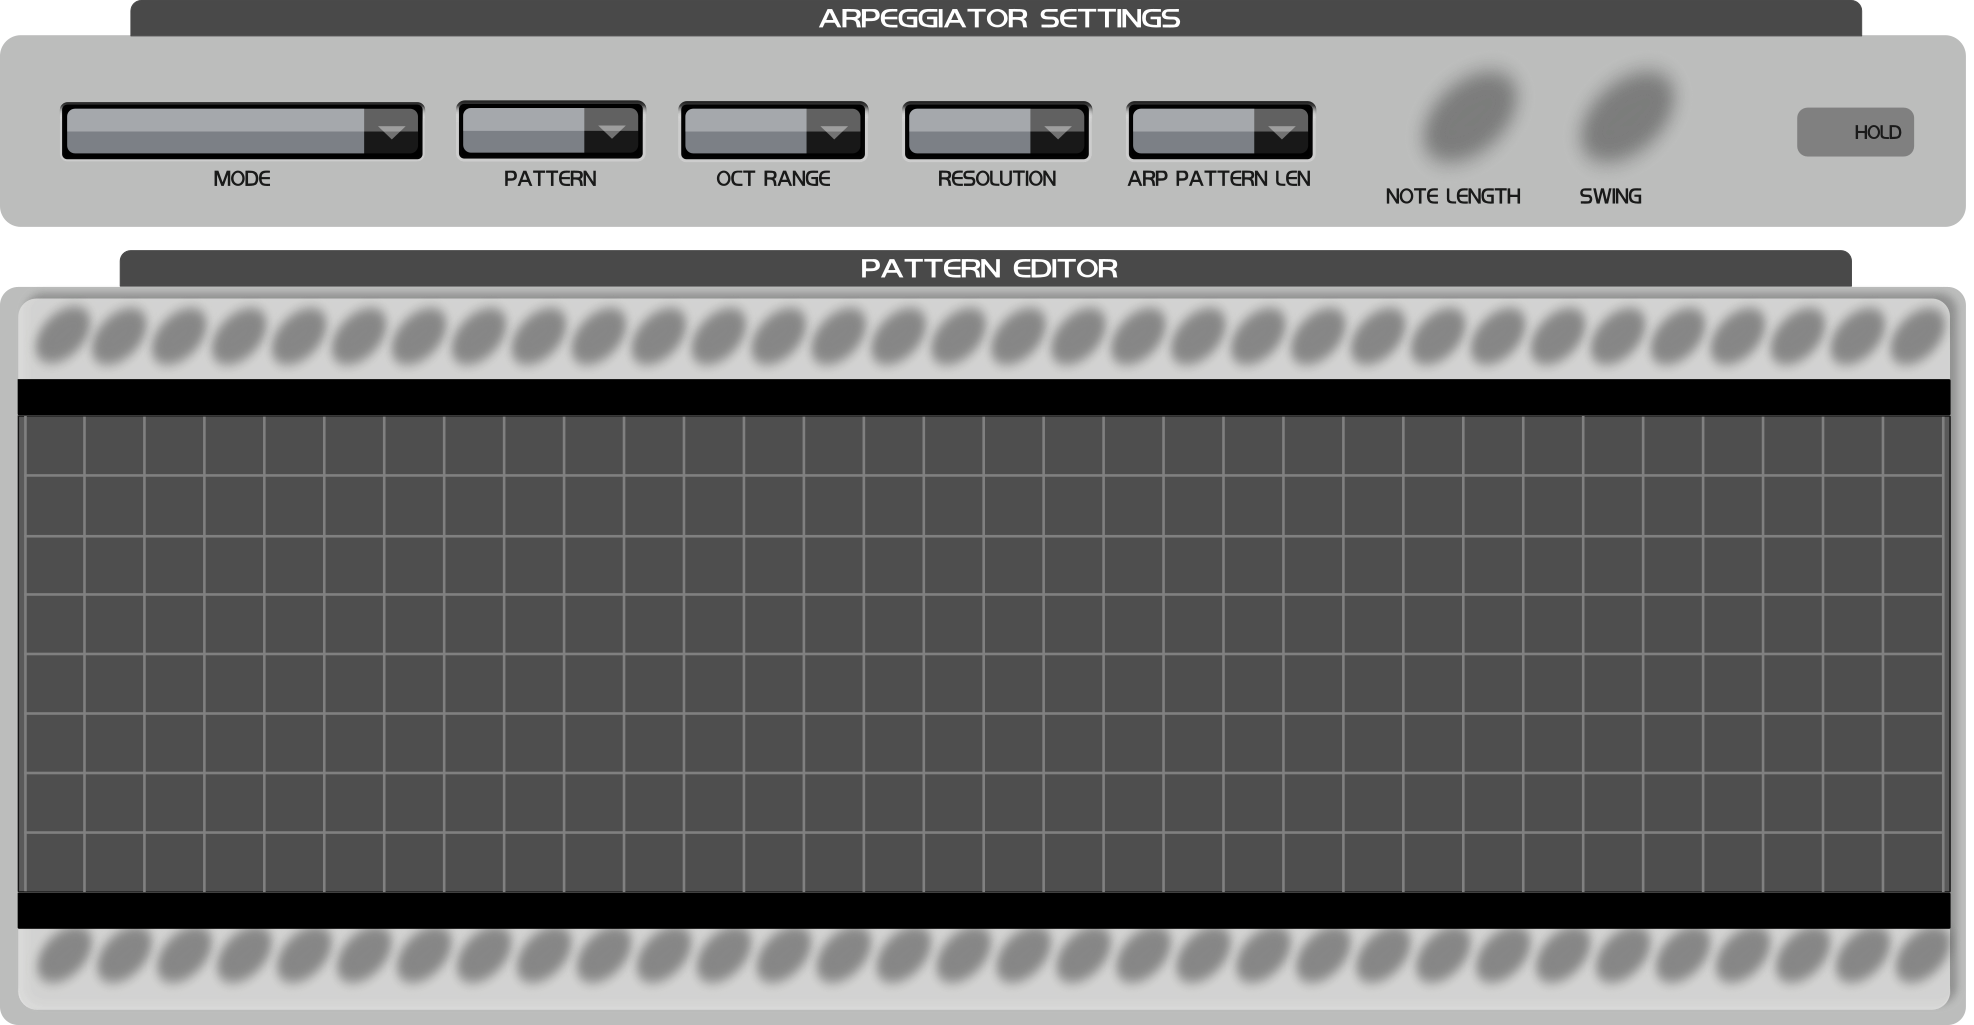 ARPEGGIATOR SETTINGS
MODE
PATTERN
OCT RANGE
RESOLUTION
ARP PATTERN LEN
NOTE LENGTH
SWING
HOLD
PATTERN EDITOR